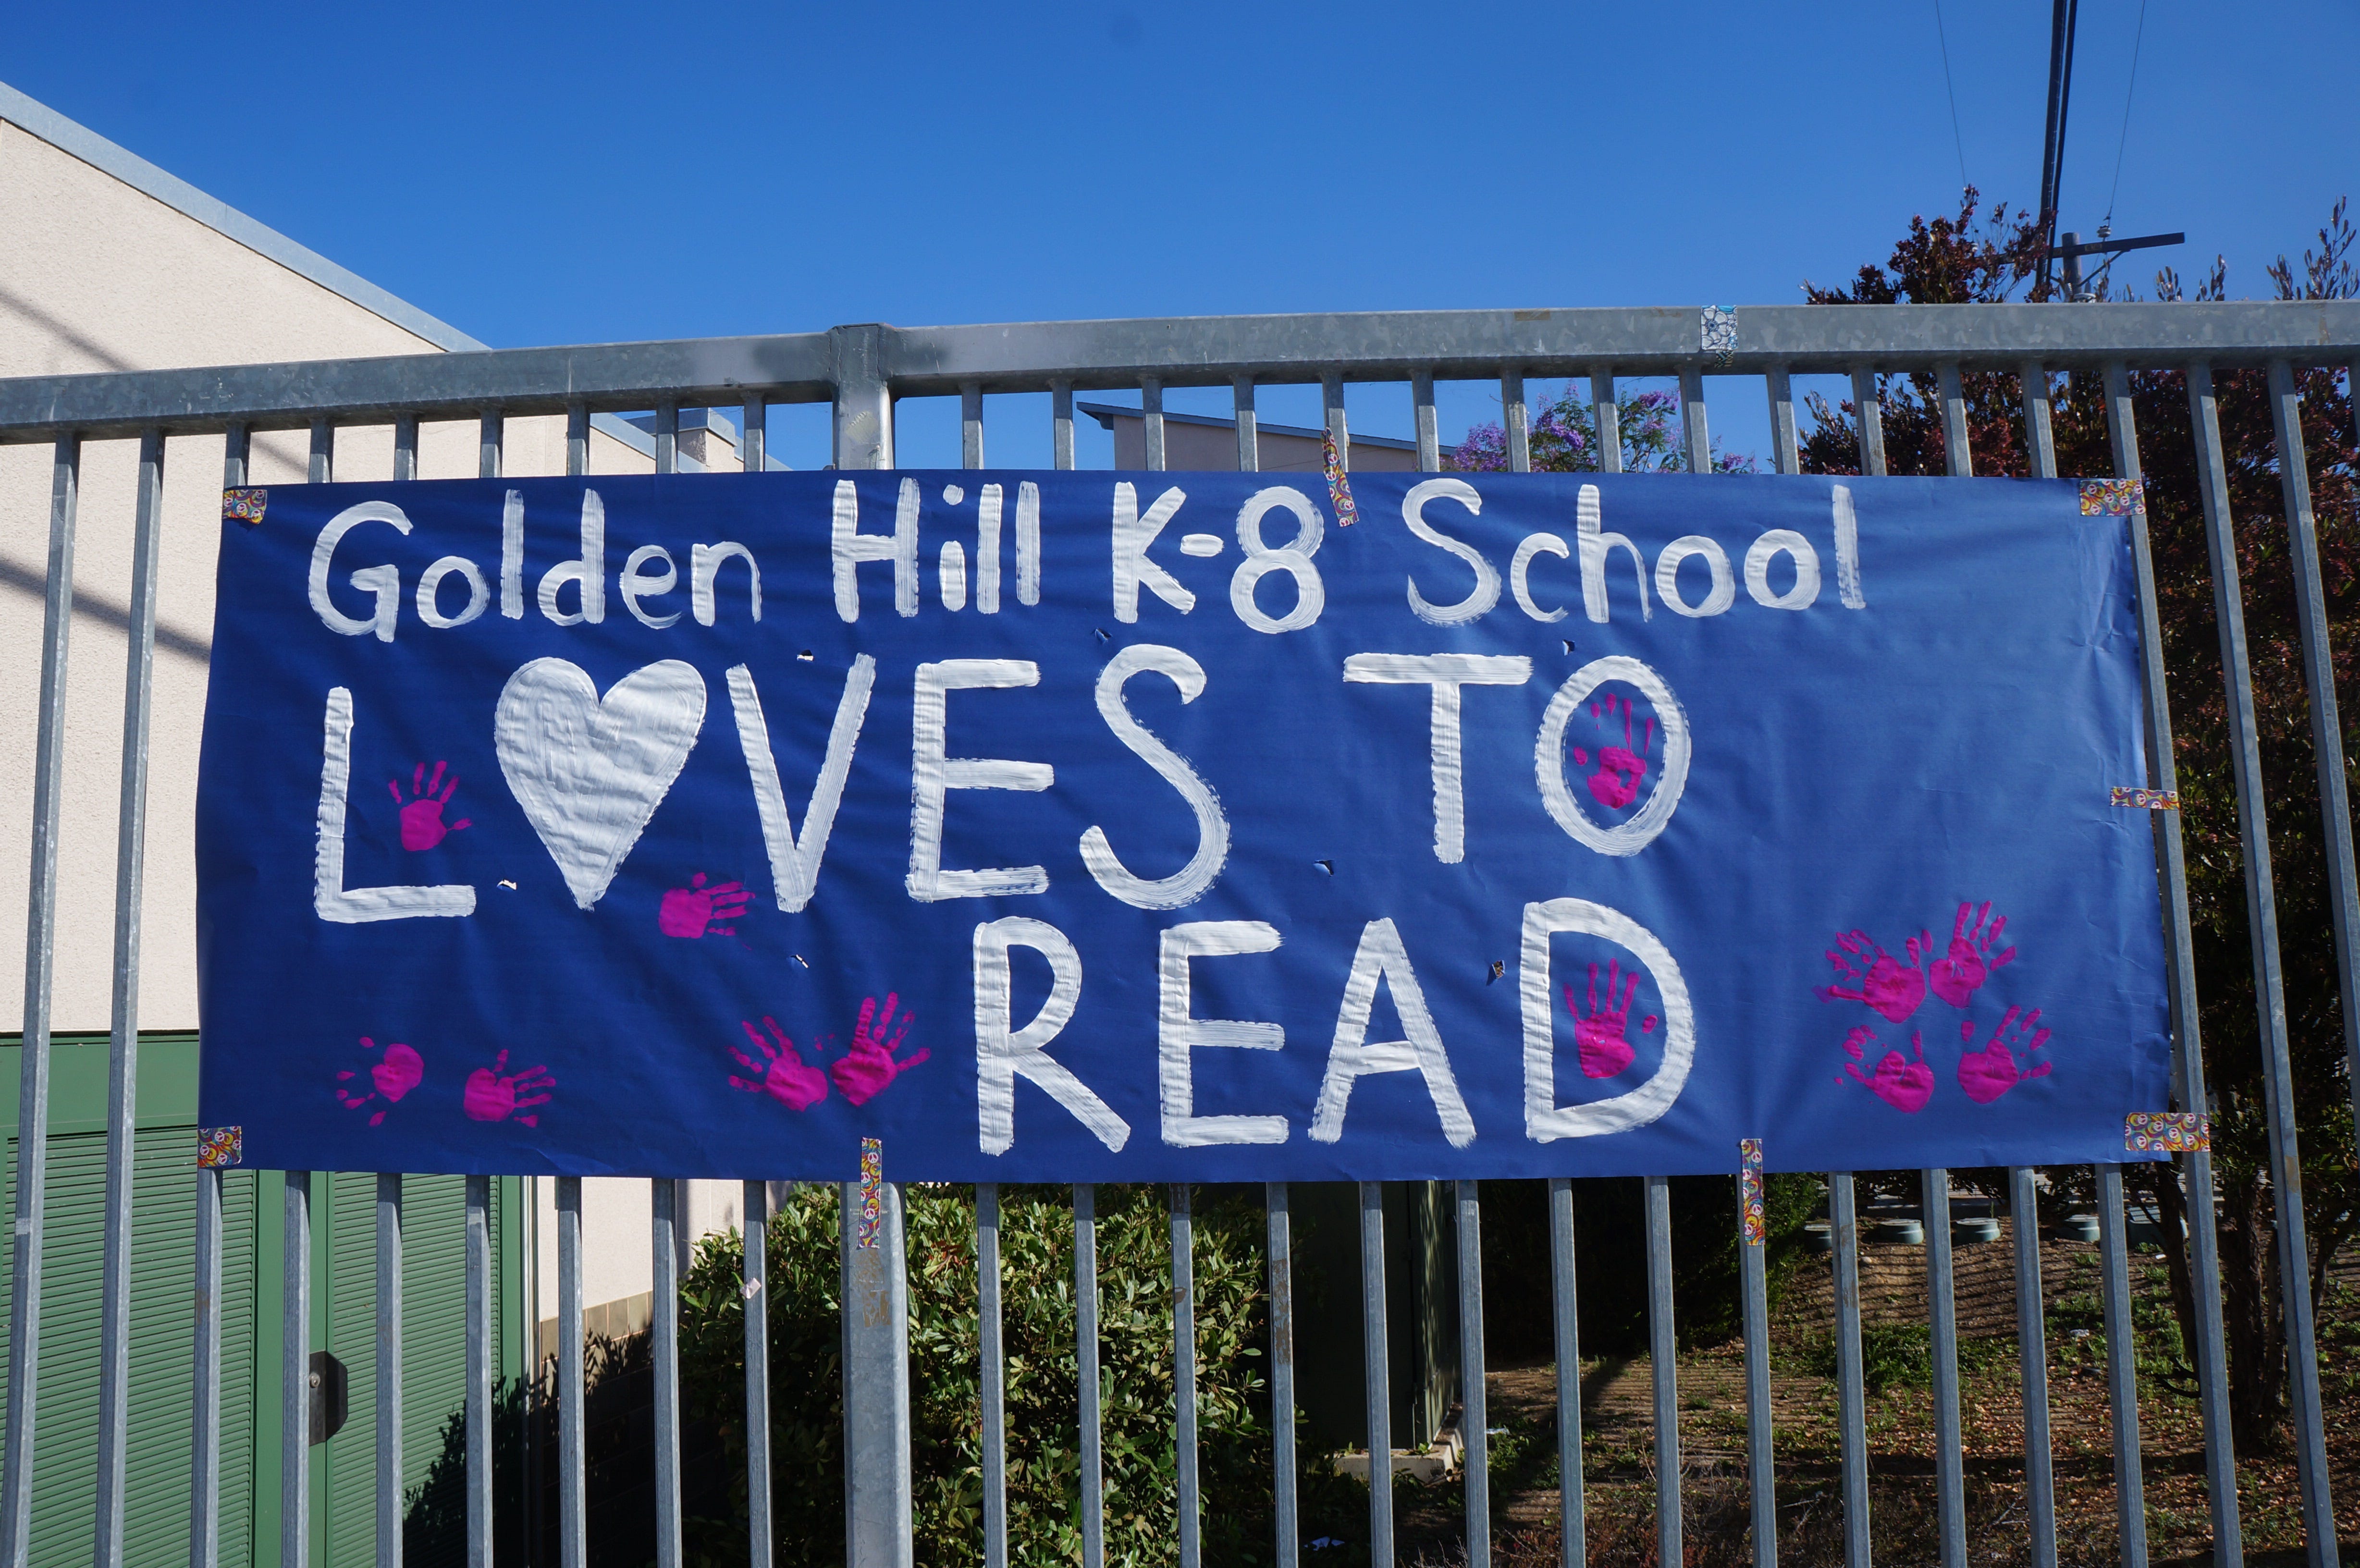 Golden Hill K-8 School
L♥VES TO
READ